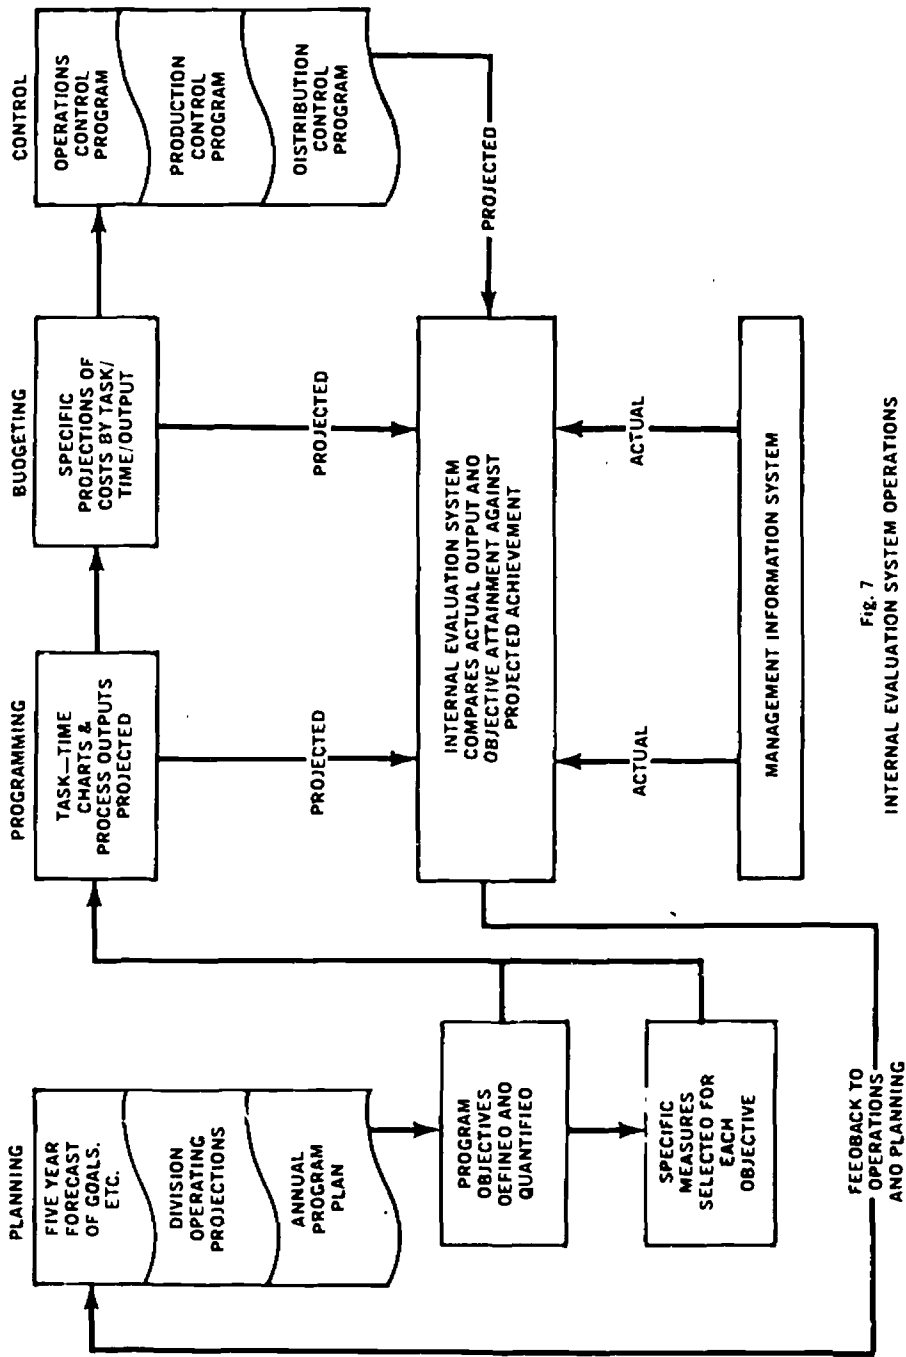 PLANNING
FIVE YEAR
FORECAST
OF GOALS.
ETC.
DIVISION
OPERATING
PROJECTIONS
ANNUAL
PROGRAM
PLAN
PROGRAM
OBJECTIVES
DEFINED AND
QUANTIFIED
SPECIFIC
MEASURES
SELECTED FOR
EACH
OBJECTIVE
PROGRAMMING
TASK—TIME
CHARTS &
PROCESS OUTPUTS
PROJECTED
PROJECTED
BUDGETING
SPECIFIC
PROJECTIONS OF
COSTS BY TASK/
TIME/OUTPUT
PROJECTED
CONTROL
OPERATIONS
CONTROL
PROGRAM
PRODUCTION
CONTROL
PROGRAM
DISTRIBUTION
CONTROL
PROGRAM
PROJECTED
INTERNAL EVALUATION SYSTEM
COMPARES ACTUAL OUTPUT AND
OBJECTIVE ATTAINMENT AGAINST
PROJECTED ACHIEVEMENT
ACTUAL
ACTUAL
MANAGEMENT INFORMATION SYSTEM
FEEDBACK TO
OPERATIONS
AND PLANNING
Fig. 7
INTERNAL EVALUATION SYSTEM OPERATIONS